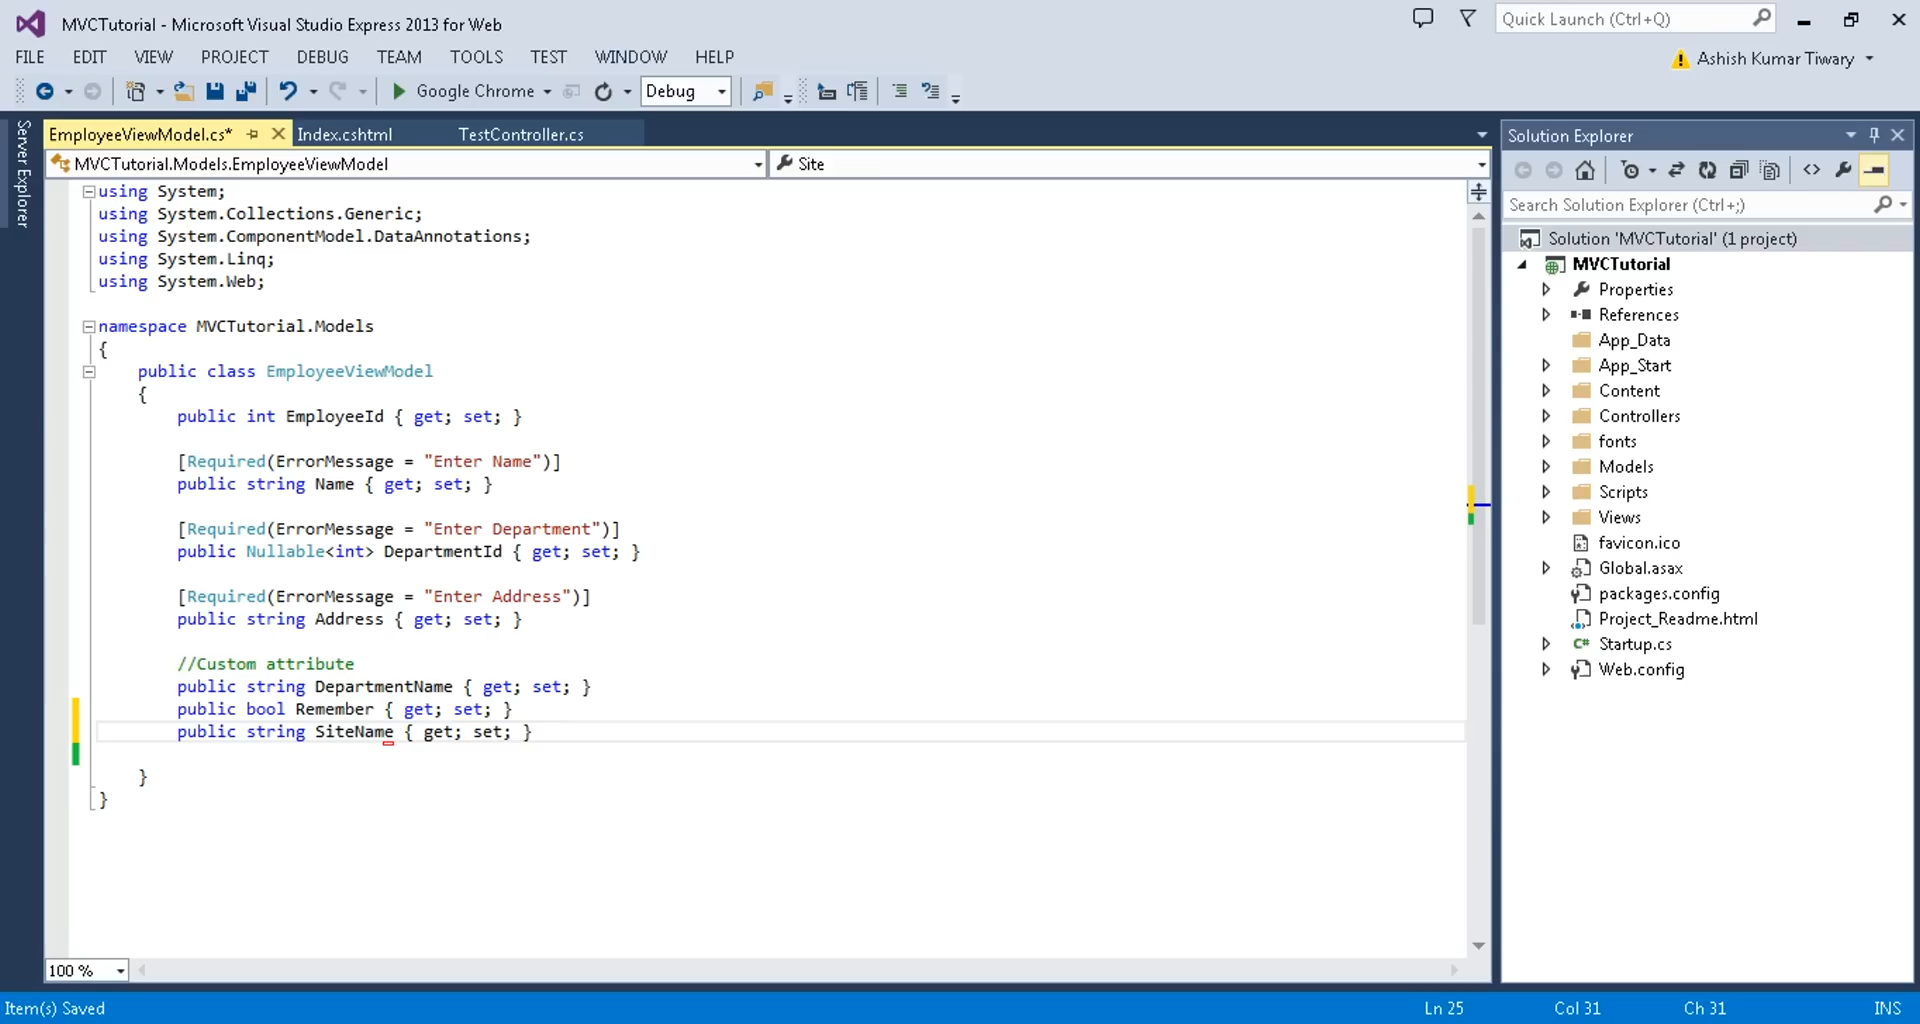 MVCTutorial - Microsoft Visual Studio Express 2013 for Web
Quick Launch (Ctrl+Q)
FILE EDIT VIEW PROJECT DEBUG TEAM TOOLS TEST WINDOW HELP
Ashish Kumar Tiwary
Google Chrome
Debug
Server Explorer
EmployeeViewModel.cs*
Index.cshtml
TestController.cs
MVCTutorial.Models.EmployeeViewModel
Site
using System;
using System.Collections.Generic;
using System.ComponentModel.DataAnnotations;
using System.Linq;
using System.Web;
namespace MVCTutorial.Models
{
public class EmployeeViewModel
{
public int EmployeeId { get; set; }
[Required(ErrorMessage = "Enter Name")]
public string Name { get; set; }
[Required(ErrorMessage = "Enter Department")]
public Nullable<int> DepartmentId { get; set; }
[Required(ErrorMessage = "Enter Address")]
public string Address { get; set; }
//Custom attribute
public string DepartmentName { get; set; }
public bool Remember { get; set; }
public string SiteName { get; set; }
}
}
100 %
Solution Explorer
Search Solution Explorer (Ctrl+;)
Solution 'MVCTutorial' (1 project)
MVCTutorial
Properties
References
App_Data
App_Start
Content
Controllers
fonts
Models
Scripts
Views
favicon.ico
Global.asax
packages.config
Project_Readme.html
C# Startup.cs
Web.config
Item(s) Saved
Ln 25
Col 31
Ch 31
INS